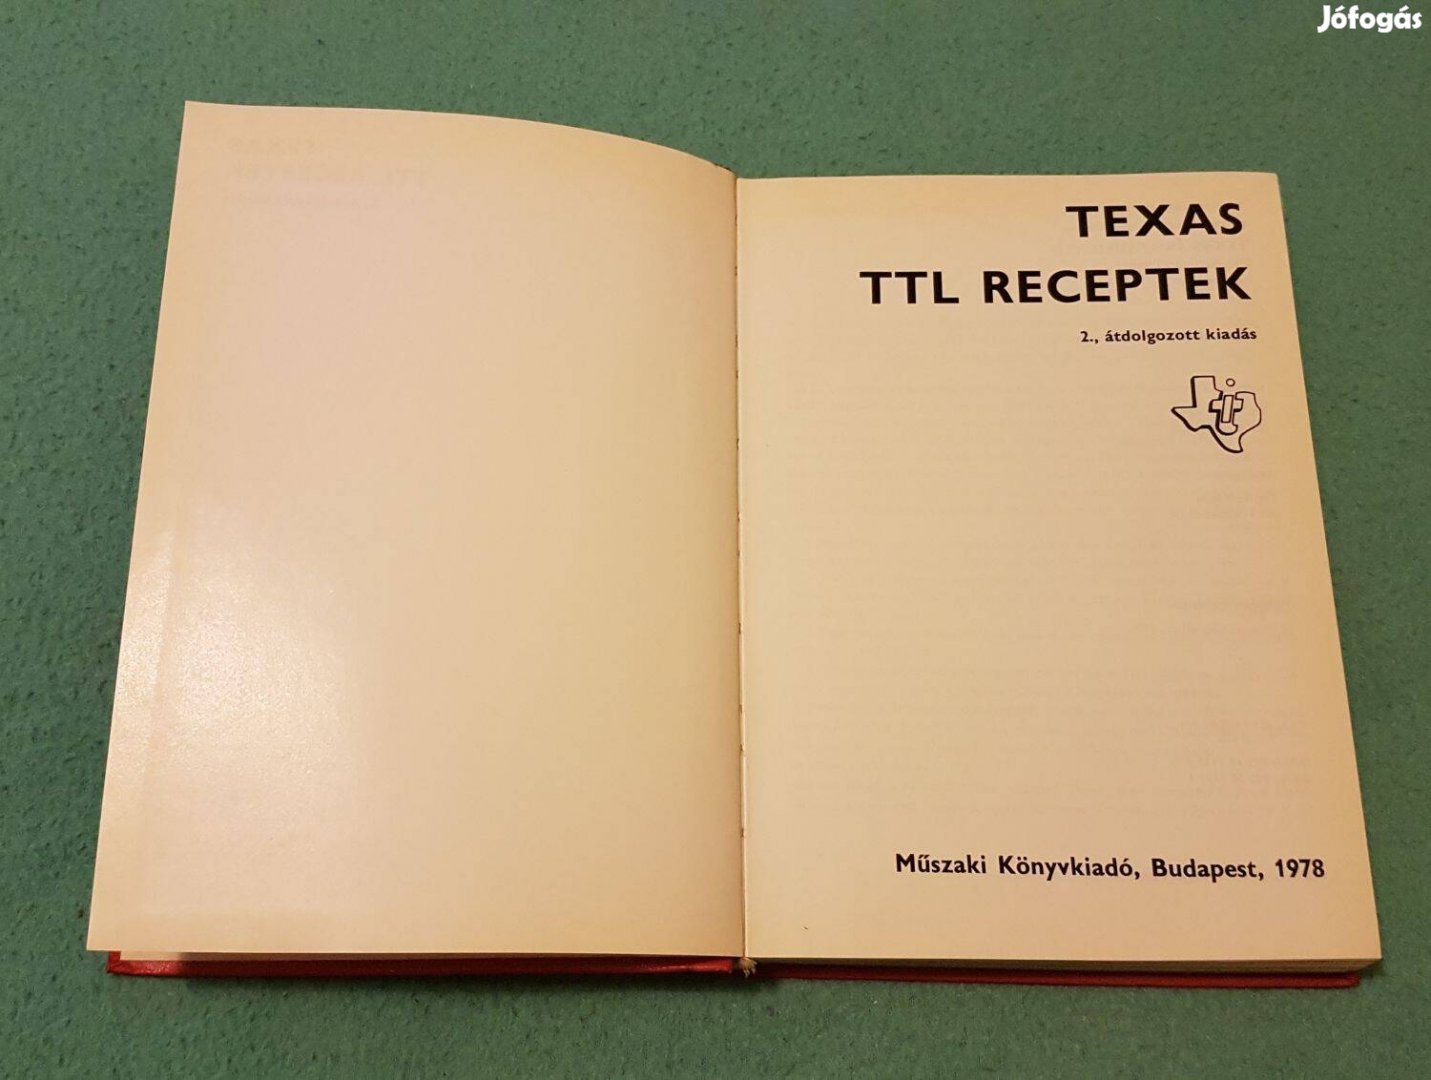 Jófogás
TEXAS
TTL RECEPTEK
2., átdolgozott kiadás
Műszaki Könyvkiadó, Budapest, 1978